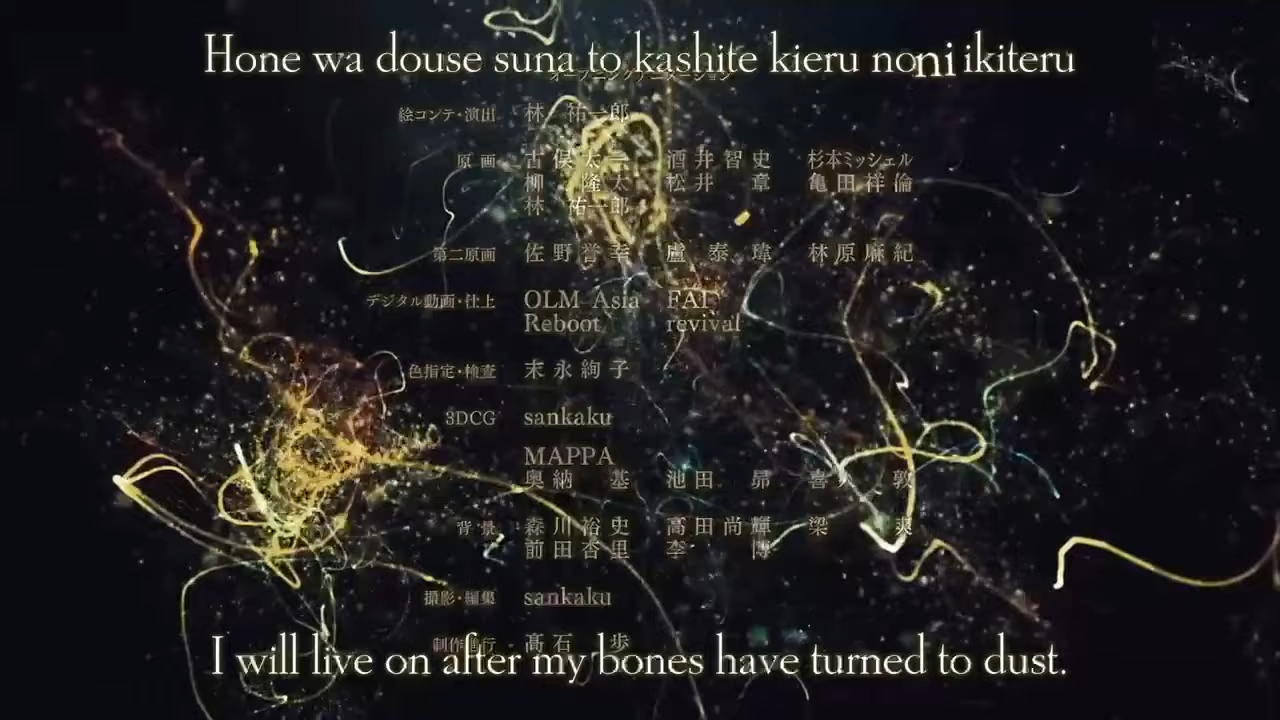 Hone wa douse suna to kashite kieru noni ikiteru
オープニングアニメーション
絵コンテ・演出 林 祐一郎
原画 古俣太一 酒井智史 杉本ミッシェル
柳 隆太 松井 章 亀田祥倫
林 祐一郎
第二原画 佐野誉幸 盧 泰瑋 林原麻紀
デジタル動画・仕上 OLM Asia FAI
Reboot revival
色指定・検査 末永絢子
3DCG sankaku
MAPPA
奥納 基 池田 昴 喜 敦
背景 森川裕史 高田尚輝 梁 爽
前田杏里 李 博
撮影・編集 sankaku
制作進行 髙石 歩
I will live on after my bones have turned to dust.